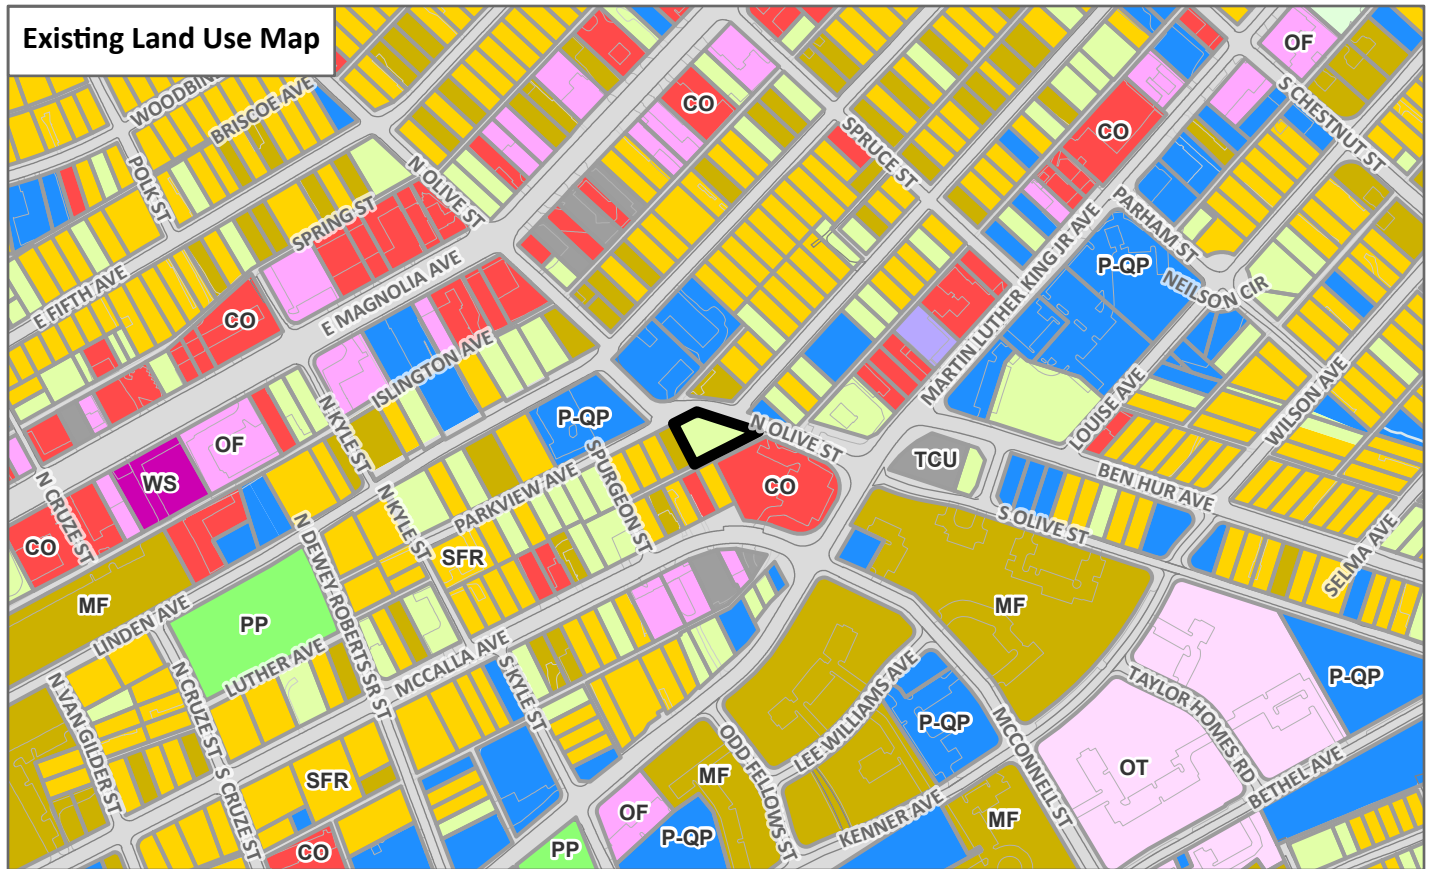 Existing Land Use Map
OF
WOODBINE
BRISCOE AVE
CO
S CHESTNUT ST
CO
SPRUCE ST
POLK ST
N OLIVE ST
SPRING ST
PARHAM ST
P-QP
NEILSON CIR
E FIFTH AVE
E MAGNOLIA AVE
MARTIN LUTHER KING JR AVE
CO
ISLINGTON AVE
LOUISE AVE
WILSON AVE
N KYLE ST
P-QP
N OLIVE ST
OF
SPURGEON ST
TCU
BEN HUR AVE
WS
CO
N CRUZE ST
PARKVIEW AVE
S OLIVE ST
CO
N KYLE ST
N DEWEY ROBERTS SR ST
SFR
SELMA AVE
MF
LINDEN AVE
PP
MF
LUTHER AVE
MCCALLA AVE
S KYLE ST
N VAN GILDER ST
N CRUZE ST
LEE WILLIAMS AVE
P-QP
TAYLOR HOMES RD
P-QP
MCCONNELL ST
ODD FELLOWS ST
SFR
S CRUZE ST
MF
OT
BETHEL AVE
OF
P-QP
KENNER AVE
MF
CO
PP